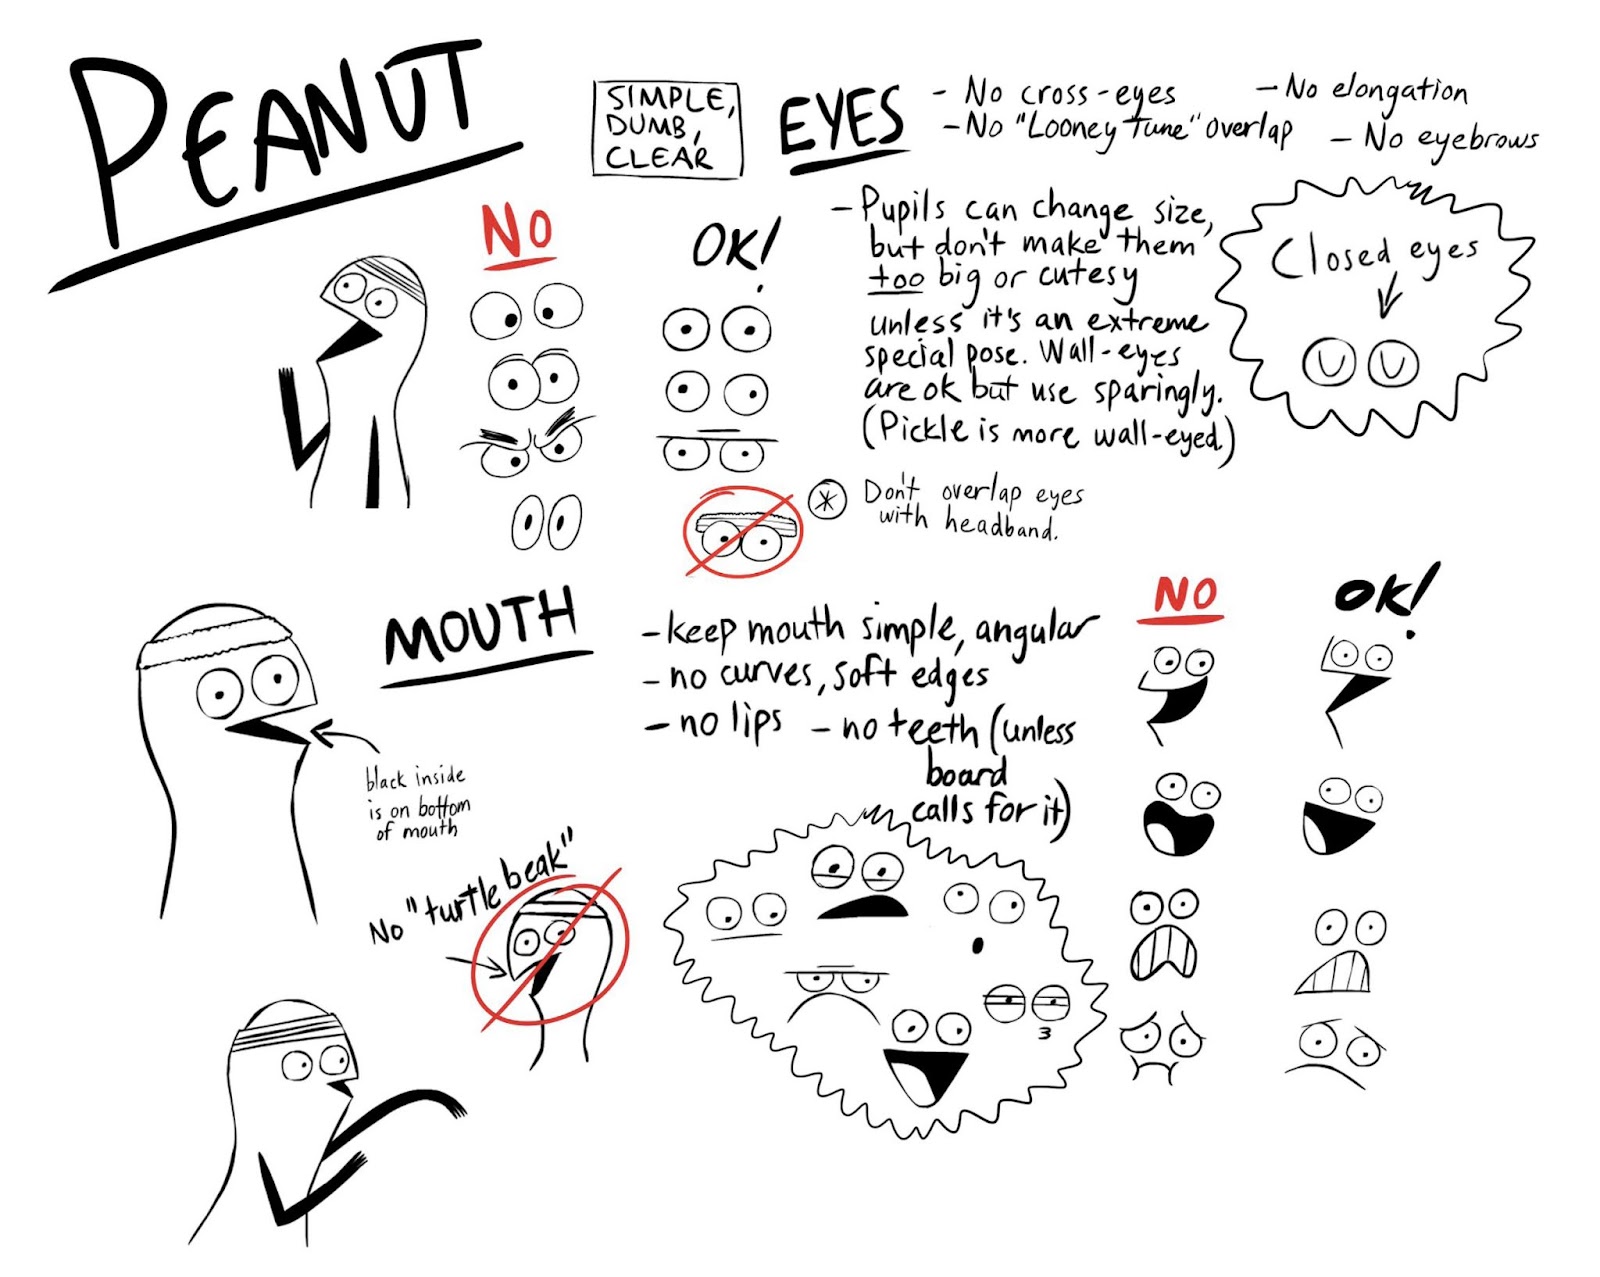 PEANUT
SIMPLE,
DUMB,
CLEAR
EYES
- No cross-eyes
- No elongation
- No "Looney Tune" overlap
- No eyebrows
NO
OK!
- Pupils can change size,
but don't make them
too big or cutesy
unless it's an extreme
special pose. Wall-eyes
are ok but use sparingly.
(Pickle is more wall-eyed.)
Closed eyes
* Don't overlap eyes
with headband.
MOUTH
- keep mouth simple, angular
- no curves, soft edges
- no lips - no teeth (unless
board
calls for it)
NO
OK!
black inside
is on bottom
of mouth
No "turtle beak"